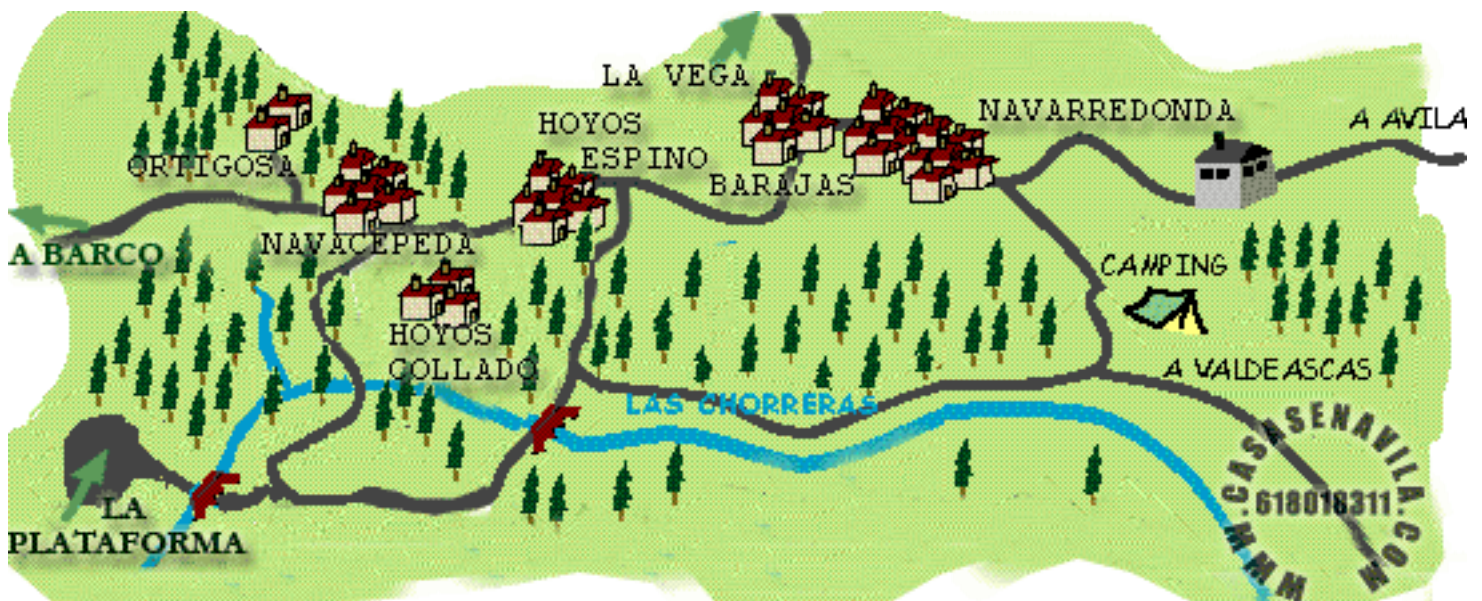 LA VEGA
HOYOS
ESPINO
NAVARREDONDA
A AVILA
ORTIGOSA
BARAJAS
NAVACEPEDA
A BARCO
CAMPING
HOYOS
COLLADO
A VALDEASCAS
LAS CHORRERAS
LA
PLATAFORMA
WWW.CASASENAVILA.COM
618018311